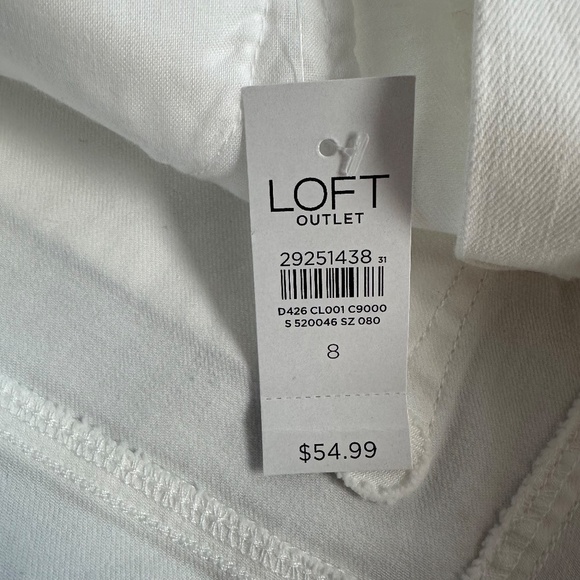 LOFT
OUTLET
29251438 31
D426 CL001 C9000
S 520046 SZ 080
8
$54.99